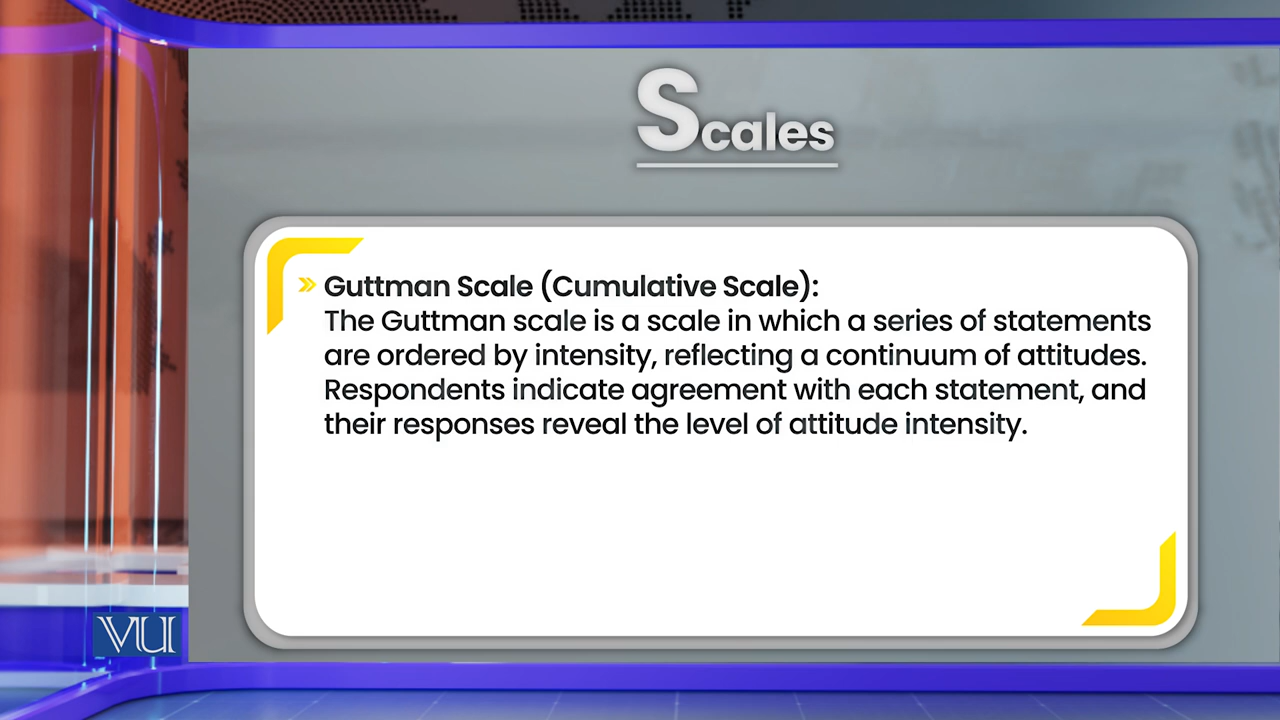 Scales
» Guttman Scale (Cumulative Scale):
The Guttman scale is a scale in which a series of statements
are ordered by intensity, reflecting a continuum of attitudes.
Respondents indicate agreement with each statement, and
their responses reveal the level of attitude intensity.
VU